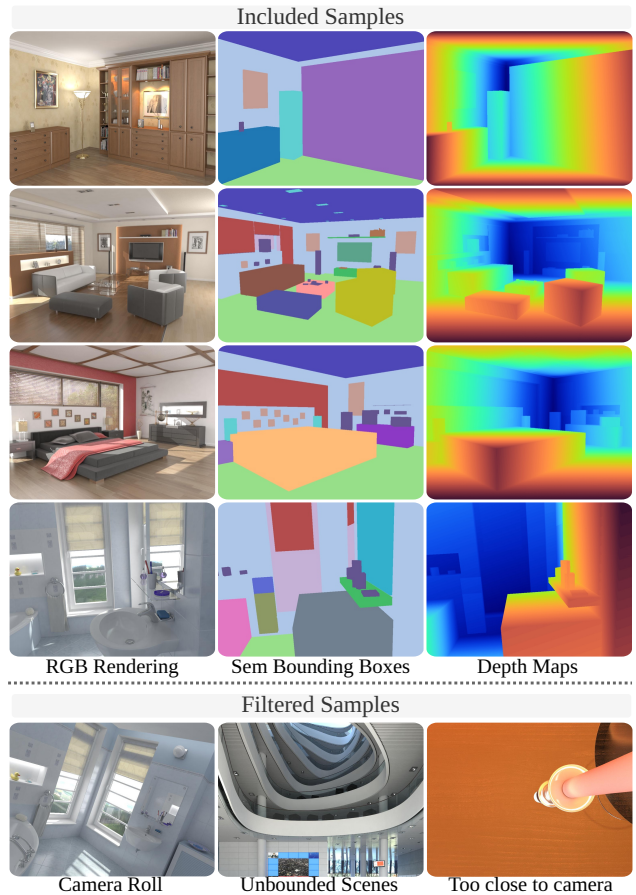 Included Samples
RGB Rendering
Sem Bounding Boxes
Depth Maps
Filtered Samples
Camera Roll
Unbounded Scenes
Too close to camera